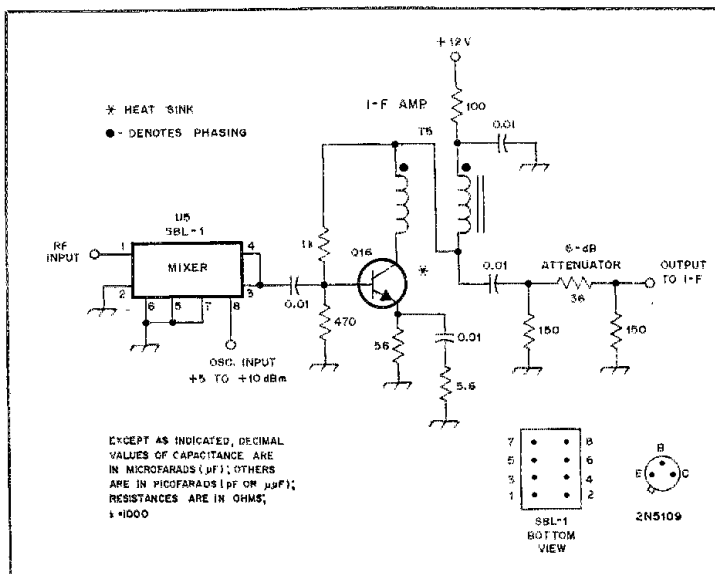 +12V
100
0.01
I-F AMP
T5
✳ HEAT SINK
● - DENOTES PHASING
U5
SBL-1
RF
INPUT
1
4
MIXER
2
3
6
5
7
8
OSC. INPUT
+5 TO +10 dBm
0.01
1k
470
Q16
✳
56
0.01
5.6
0.01
6-dB
ATTENUATOR
36
150
150
OUTPUT
TO I-F
EXCEPT AS INDICATED, DECIMAL
VALUES OF CAPACITANCE ARE
IN MICROFARADS (μF); OTHERS
ARE IN PICOFARADS (pF OR μμF);
RESISTANCES ARE IN OHMS;
k=1000
7
8
5
6
3
4
1
2
SBL-1
BOTTOM
VIEW
B
E
C
2N5109